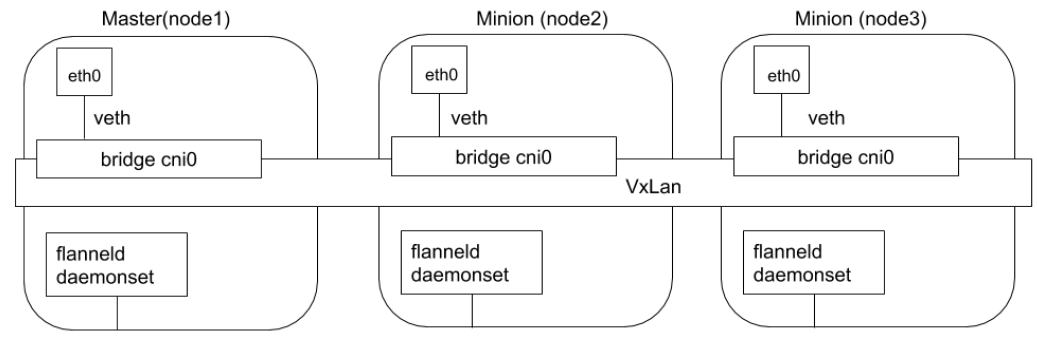 Master(node1)
eth0
veth
bridge cni0
flanneld
daemonset
Minion (node2)
eth0
veth
bridge cni0
flanneld
daemonset
Minion (node3)
eth0
veth
bridge cni0
flanneld
daemonset
VxLan